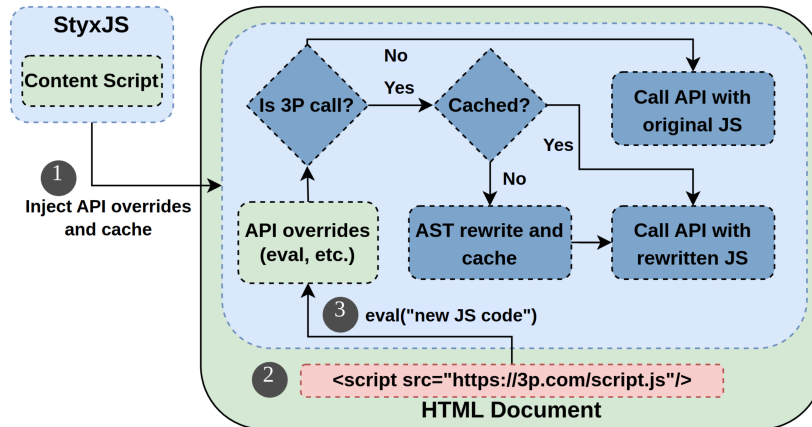 StyxJS
Content Script
1
Inject API overrides
and cache
Is 3P call?
No
Yes
Cached?
Yes
No
Call API with
original JS
API overrides
(eval, etc.)
AST rewrite and
cache
Call API with
rewritten JS
3
eval("new JS code")
2
<script src="https://3p.com/script.js"/>
HTML Document